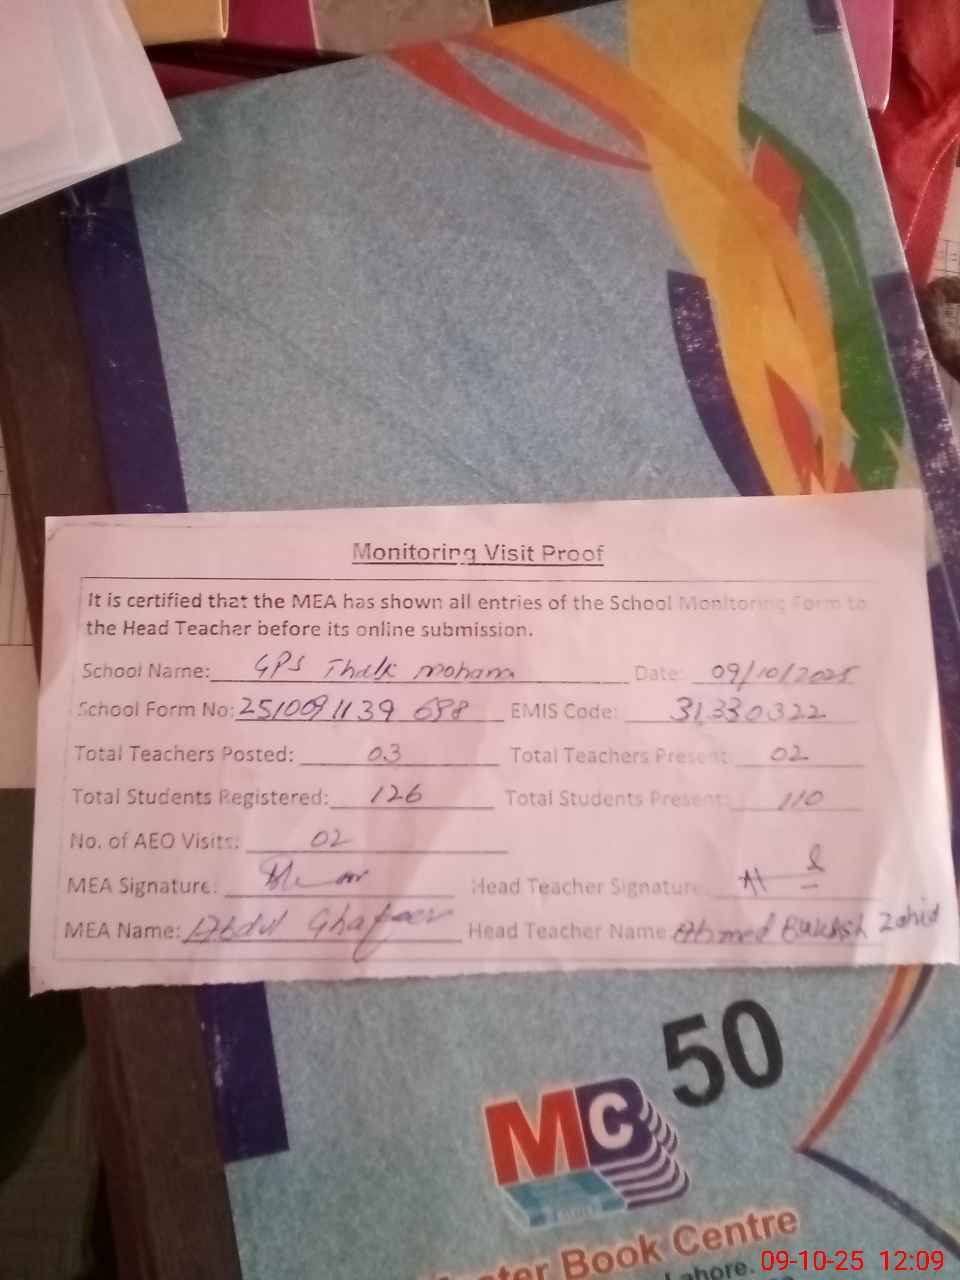 Monitoring Visit Proof
It is certified that the MEA has shown all entries of the School Monitoring Form to
the Head Teacher before its online submission.
School Name: GPS Thalk moham Date: 09/10/2025
School Form No: 251009 1139 688 EMIS Code: 31330322
Total Teachers Posted: 03 Total Teachers Present: 02
Total Students Registered: 126 Total Students Present: 110
No. of AEO Visits: 02
MEA Signature: Head Teacher Signature
MEA Name: Abdul Ghafoor Head Teacher Name Ahmed Bukhsh Zahid
50
MC
Book Centre
Lahore.
09-10-25 12:09